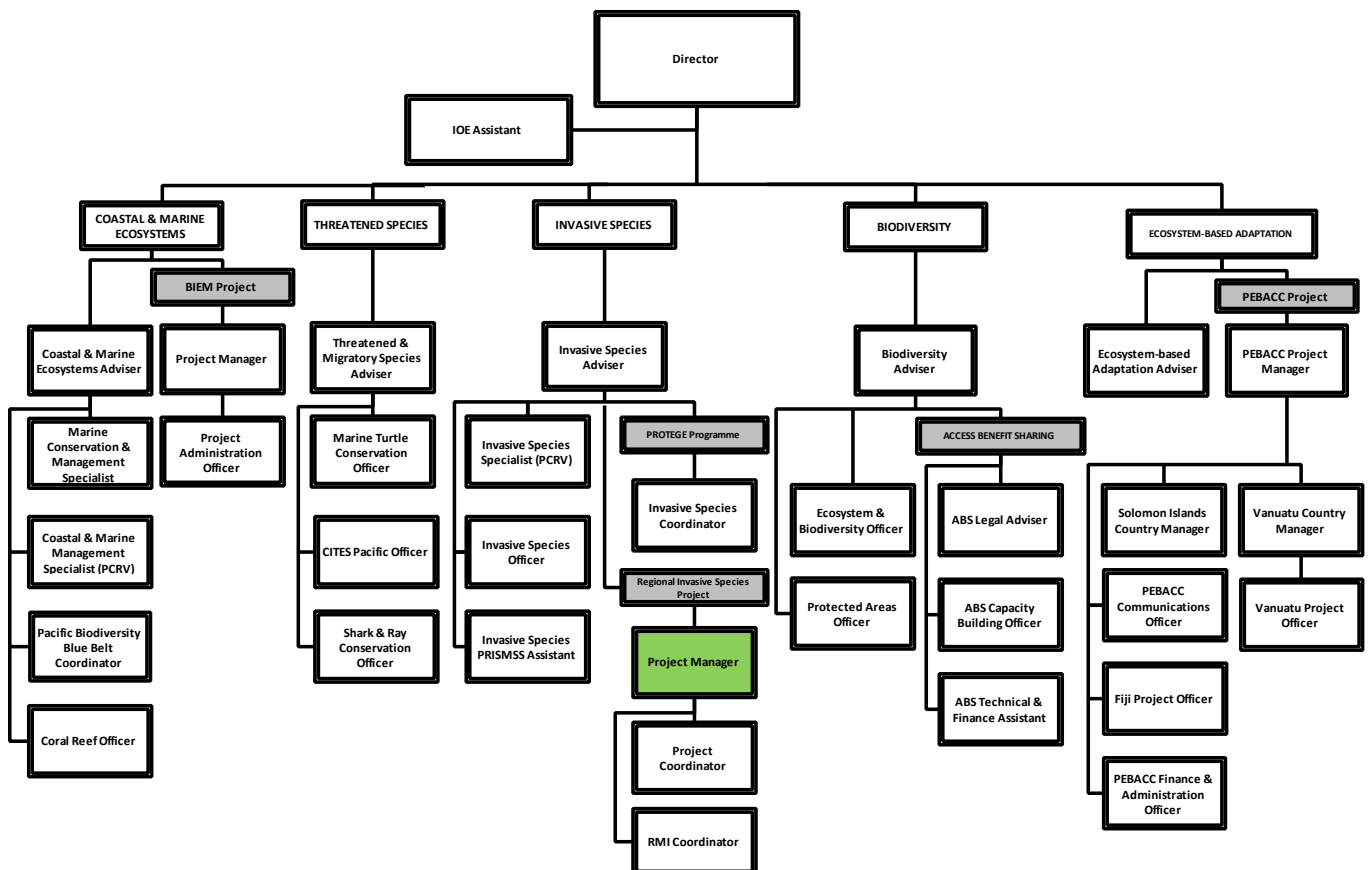 Director
IOE Assistant
COASTAL & MARINE
ECOSYSTEMS
THREATENED SPECIES
INVASIVE SPECIES
BIODIVERSITY
ECOSYSTEM-BASED ADAPTATION
BIEM Project
PEBACC Project
Coastal & Marine
Ecosystems Adviser
Project Manager
Threatened &
Migratory Species
Adviser
Invasive Species
Adviser
Biodiversity
Adviser
Ecosystem-based
Adaptation Adviser
PEBACC Project
Manager
Marine
Conservation &
Management
Specialist
Project
Administration
Officer
Marine Turtle
Conservation
Officer
Invasive Species
Specialist (PCRV)
PROTEGE Programme
ACCESS BENEFIT SHARING
Coastal & Marine
Management
Specialist (PCRV)
CITES Pacific Officer
Invasive Species
Officer
Invasive Species
Coordinator
Ecosystem &
Biodiversity Officer
ABS Legal Adviser
Solomon Islands
Country Manager
Vanuatu Country
Manager
Regional Invasive Species
Project
Pacific Biodiversity
Blue Belt
Coordinator
Shark & Ray
Conservation
Officer
Invasive Species
PRISMSS Assistant
Project Manager
Protected Areas
Officer
ABS Capacity
Building Officer
PEBACC
Communications
Officer
Vanuatu Project
Officer
Coral Reef Officer
Project
Coordinator
ABS Technical &
Finance Assistant
Fiji Project Officer
RMI Coordinator
PEBACC Finance &
Administration
Officer